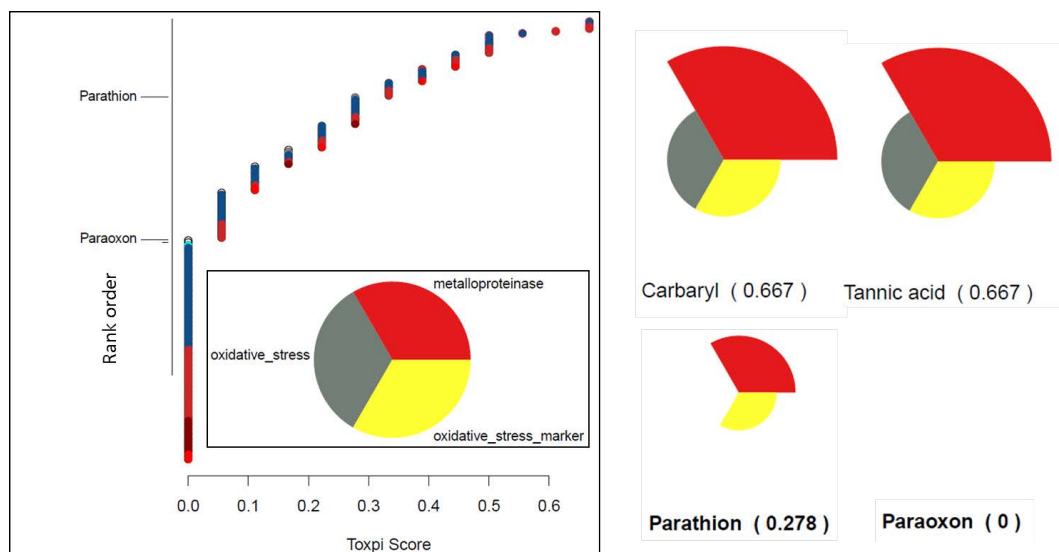 Parathion
Paraoxon
Rank order
metalloproteinase
oxidative_stress
oxidative_stress_marker
0.0 0.1 0.2 0.3 0.4 0.5 0.6
Toxpi Score
Carbaryl ( 0.667 )
Tannic acid ( 0.667 )
Parathion ( 0.278 )
Paraoxon ( 0 )